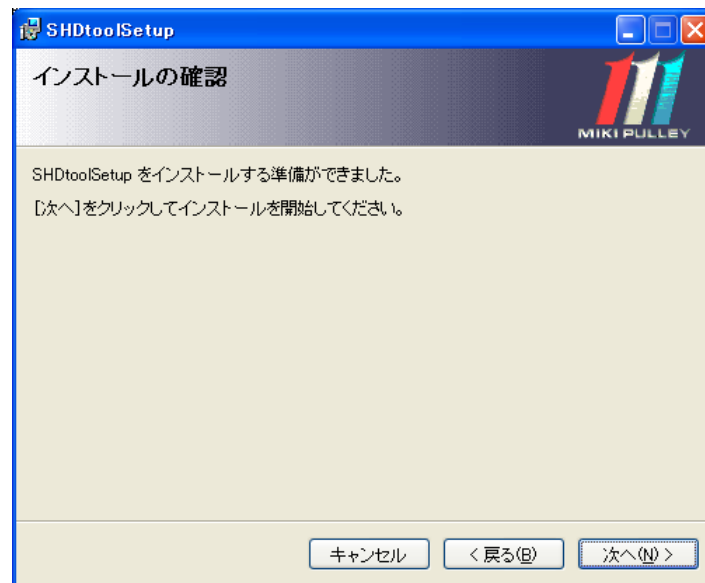 SHDtoolSetup
インストールの確認
MIKI PULLEY
SHDtoolSetup をインストールする準備ができました。
[次へ]をクリックしてインストールを開始してください。
キャンセル
< 戻る(B)
次へ(N) >